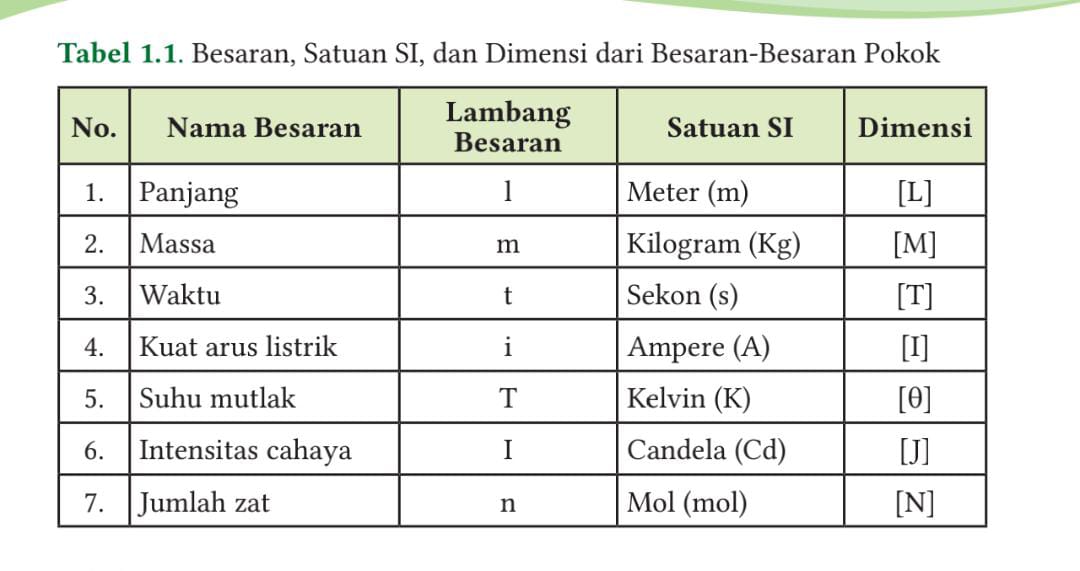 Tabel 1.1. Besaran, Satuan SI, dan Dimensi dari Besaran-Besaran Pokok
No. Nama Besaran Lambang Besaran Satuan SI Dimensi
1. Panjang l Meter (m) [L]
2. Massa m Kilogram (Kg) [M]
3. Waktu t Sekon (s) [T]
4. Kuat arus listrik i Ampere (A) [I]
5. Suhu mutlak T Kelvin (K) [θ]
6. Intensitas cahaya I Candela (Cd) [J]
7. Jumlah zat n Mol (mol) [N]